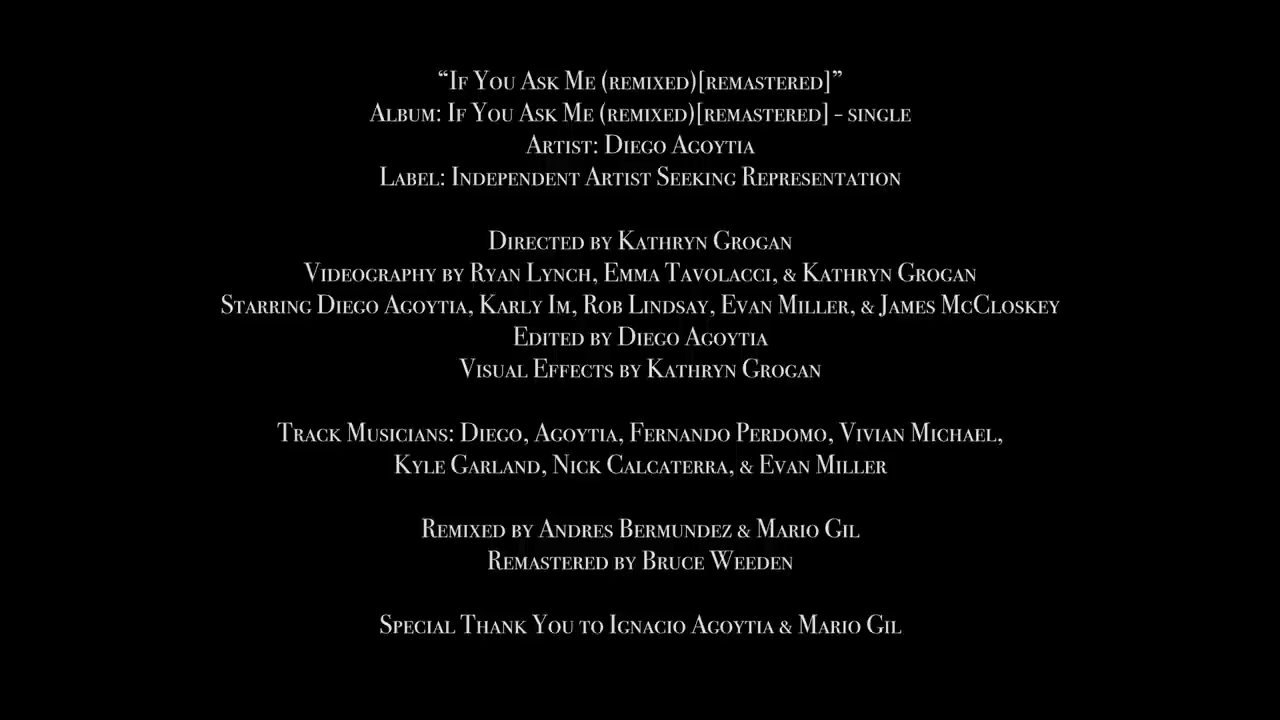 “If You Ask Me (remixed)[remastered]”
Album: If You Ask Me (remixed)[remastered] - single
Artist: Diego Agoytia
Label: Independent Artist Seeking Representation
Directed by Kathryn Grogan
Videography by Ryan Lynch, Emma Tavolacci, & Kathryn Grogan
Starring Diego Agoytia, Karly Im, Rob Lindsay, Evan Miller, & James McCloskey
Edited by Diego Agoytia
Visual Effects by Kathryn Grogan
Track Musicians: Diego, Agoytia, Fernando Perdomo, Vivian Michael,
Kyle Garland, Nick Calcaterra, & Evan Miller
Remixed by Andres Bermundez & Mario Gil
Remastered by Bruce Weeden
Special Thank You to Ignacio Agoytia & Mario Gil